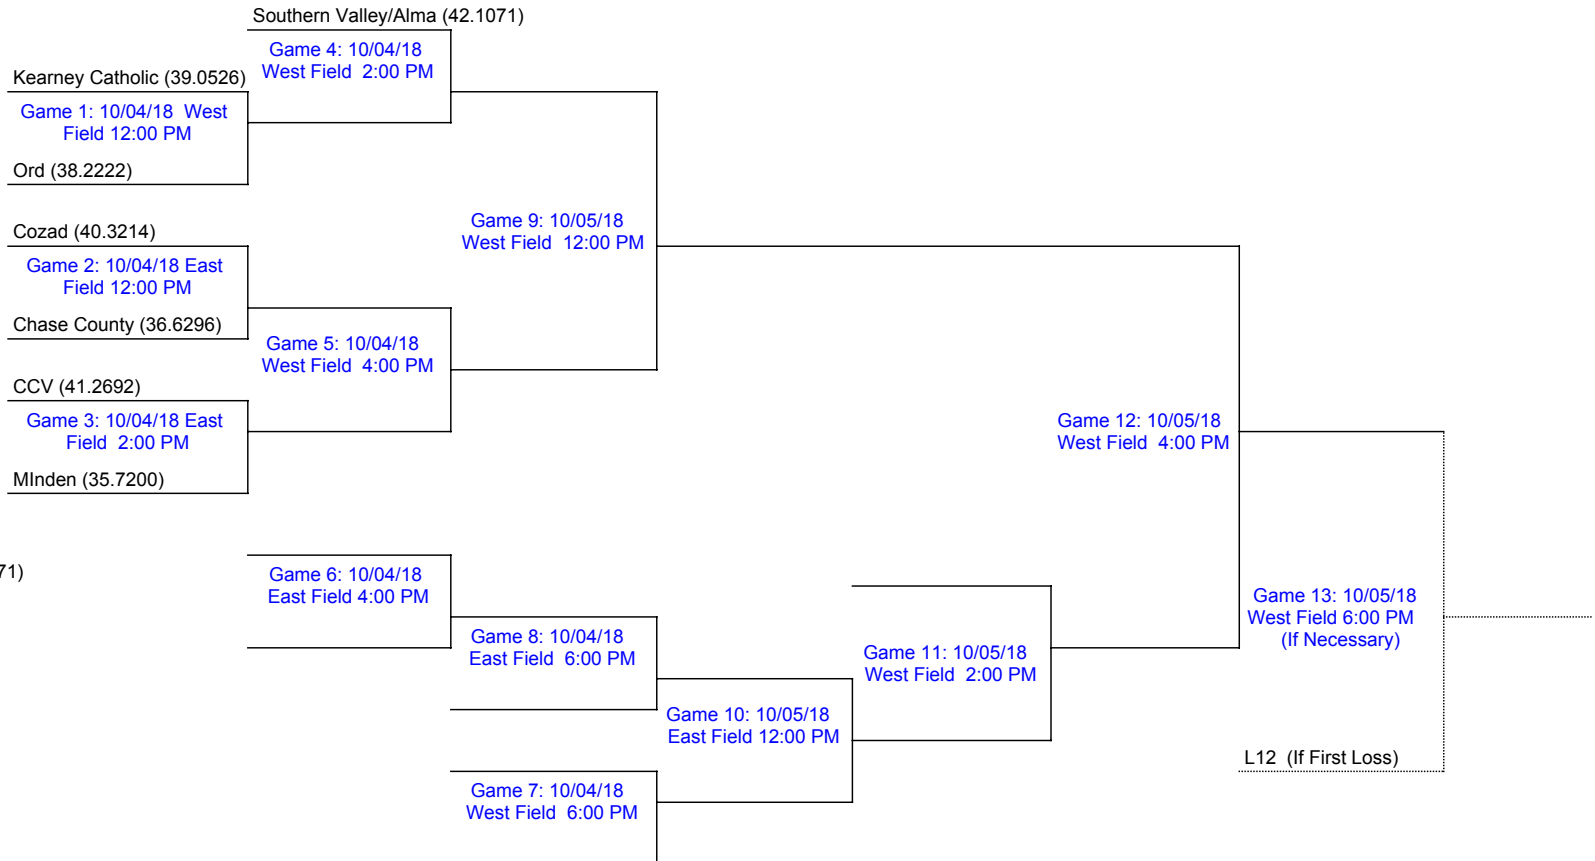 Southern Valley/Alma (42.1071)
Game 4: 10/04/18
West Field 2:00 PM
Kearney Catholic (39.0526)
Game 1: 10/04/18 West
Field 12:00 PM
Ord (38.2222)
Cozad (40.3214)
Game 2: 10/04/18 East
Field 12:00 PM
Chase County (36.6296)
Game 9: 10/05/18
West Field 12:00 PM
Game 5: 10/04/18
West Field 4:00 PM
CCV (41.2692)
Game 3: 10/04/18 East
Field 2:00 PM
MInden (35.7200)
Game 12: 10/05/18
West Field 4:00 PM
71)
Game 6: 10/04/18
East Field 4:00 PM
Game 8: 10/04/18
East Field 6:00 PM
Game 11: 10/05/18
West Field 2:00 PM
Game 13: 10/05/18
West Field 6:00 PM
(If Necessary)
Game 10: 10/05/18
East Field 12:00 PM
L12 (If First Loss)
Game 7: 10/04/18
West Field 6:00 PM